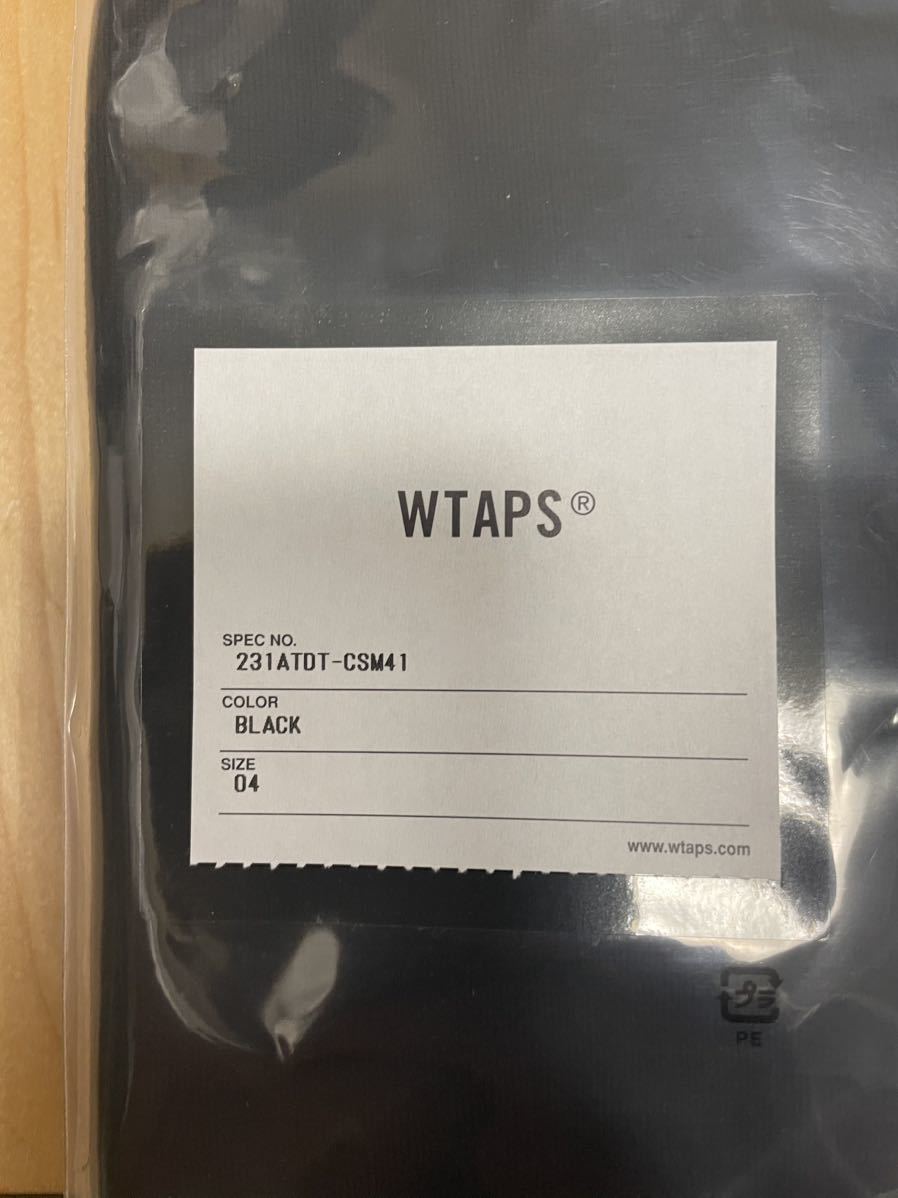 WTAPS®
SPEC NO.
231ATDT-CSM41
COLOR
BLACK
SIZE
04
www.wtaps.com
プラ
PE